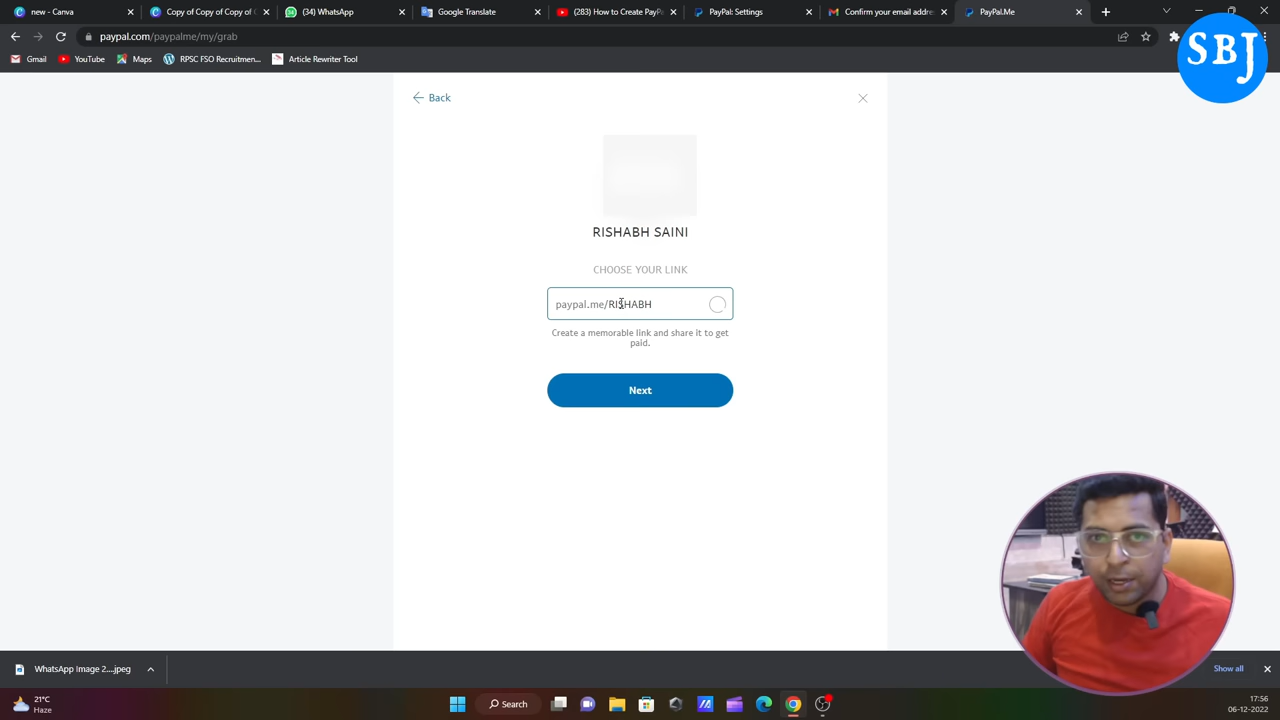 new - Canva
Copy of Copy of Copy of C
(34) WhatsApp
Google Translate
(283) How to Create PayP
PayPal Settings
Confirm your email addre
PayPal.Me
paypal.com/paypalme/my/grab
Gmail
YouTube
Maps
RPSC FSO Recruitmen...
Article Rewriter Tool
SBJ
Back
RISHABH SAINI
CHOOSE YOUR LINK
paypal.me/RISHABH
Create a memorable link and share it to get
paid.
Next
WhatsApp Image 2....jpeg
Show all
21°C
Haze
Search
17:56
06-12-2022